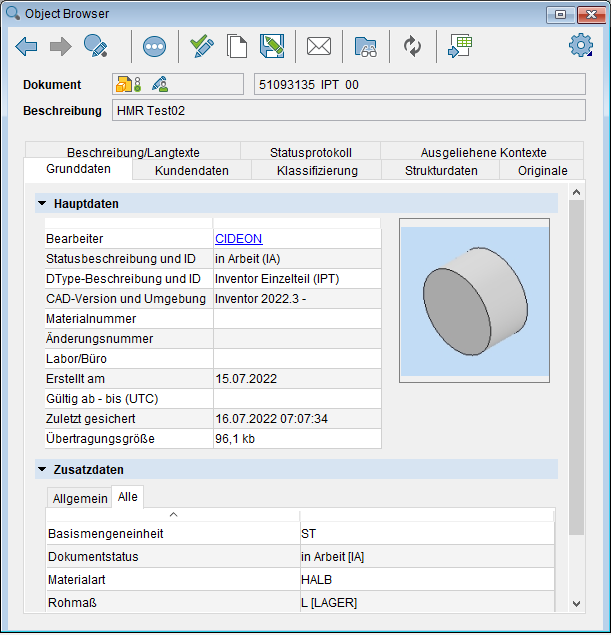 Object Browser
Dokument 51093135 IPT 00
Beschreibung HMR Test02
Beschreibung/Langtexte Statusprotokoll Ausgeliehene Kontexte
Grunddaten Kundendaten Klassifizierung Strukturdaten Originale
Hauptdaten
Bearbeiter CIDEON
Statusbeschreibung und ID in Arbeit (IA)
DType-Beschreibung und ID Inventor Einzelteil (IPT)
CAD-Version und Umgebung Inventor 2022.3 -
Materialnummer
Änderungsnummer
Labor/Büro
Erstellt am 15.07.2022
Gültig ab - bis (UTC)
Zuletzt gesichert 16.07.2022 07:07:34
Übertragungsgröße 96,1 kb
Zusatzdaten
Allgemein Alle
Basismengeneinheit ST
Dokumentstatus in Arbeit [IA]
Materialart HALB
Rohmaß L [LAGER]